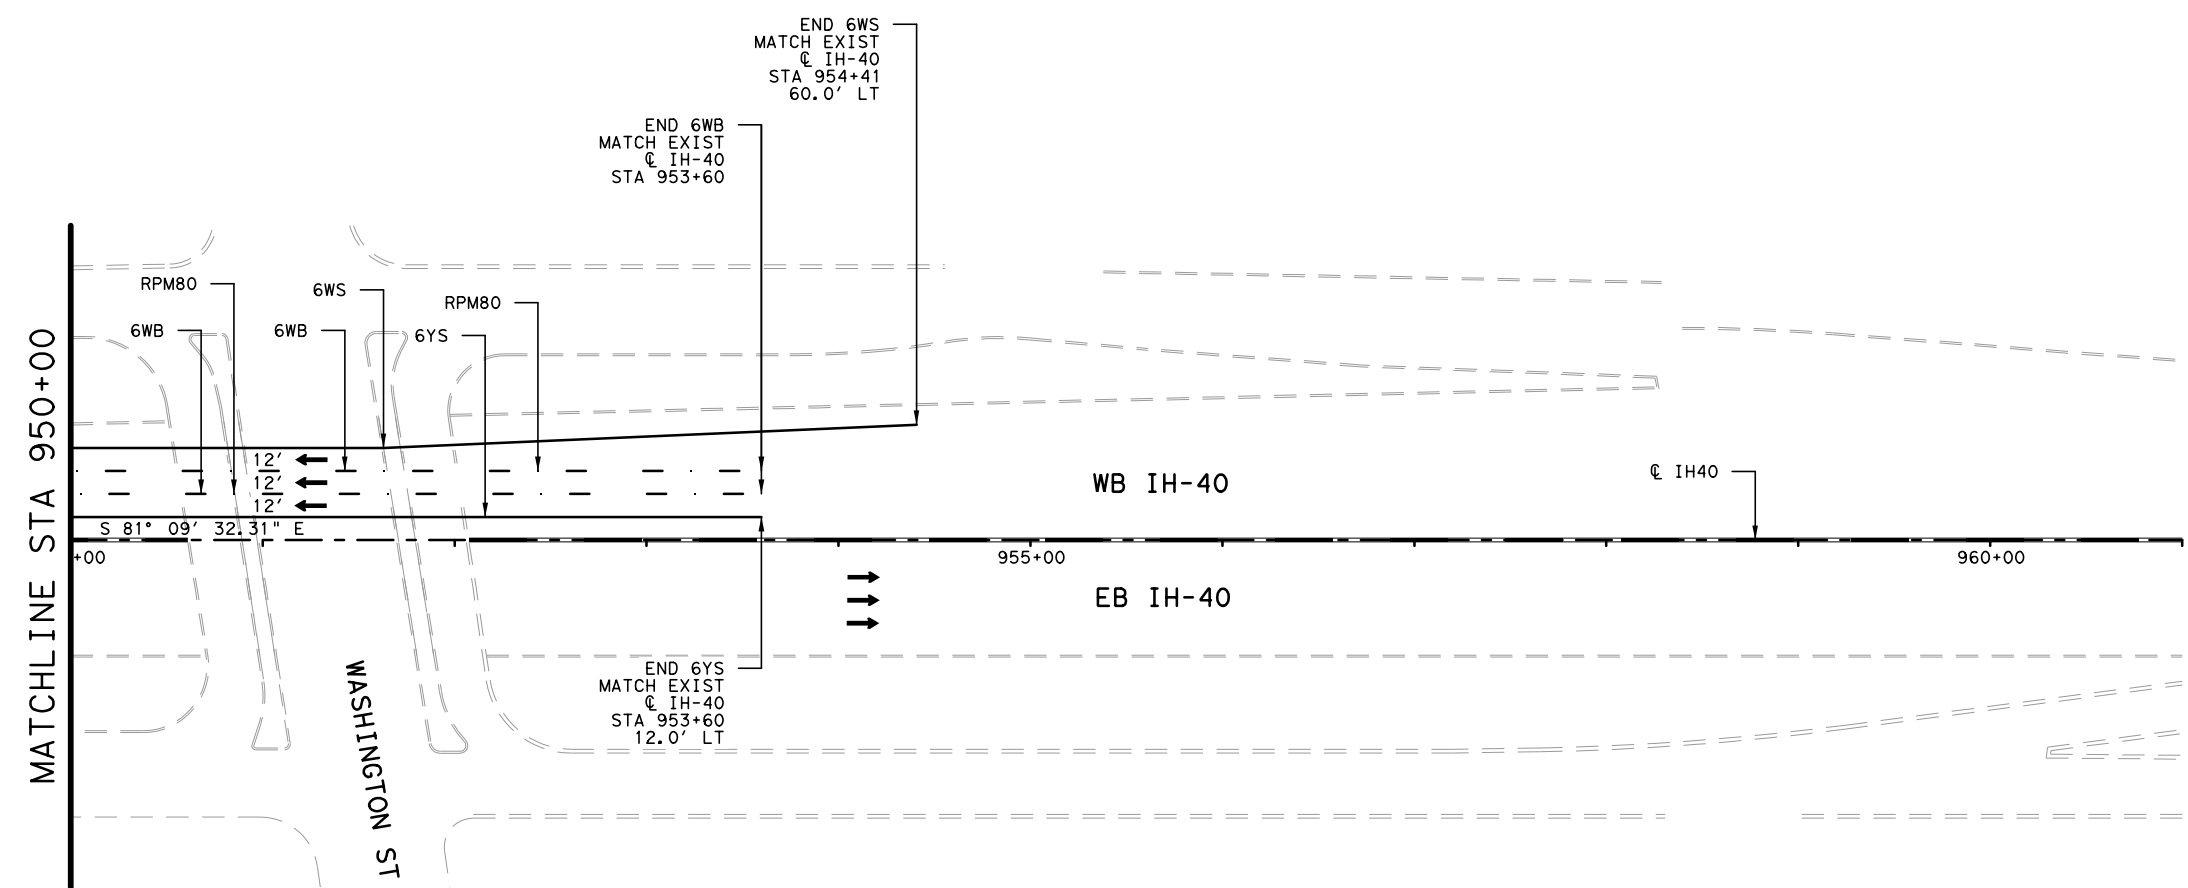 END 6WS
MATCH EXIST
℄ IH-40
STA 954+41
60.0' LT
END 6WB
MATCH EXIST
℄ IH-40
STA 953+60
RPM80
6WS
RPM80
6WB
6WB
6YS
MATCHLINE STA 950+00
12'
12'
12'
WB IH-40
℄ IH40
S 81° 09' 32.31" E
+00
955+00
960+00
EB IH-40
END 6YS
MATCH EXIST
℄ IH-40
STA 953+60
12.0' LT
WASHINGTON ST